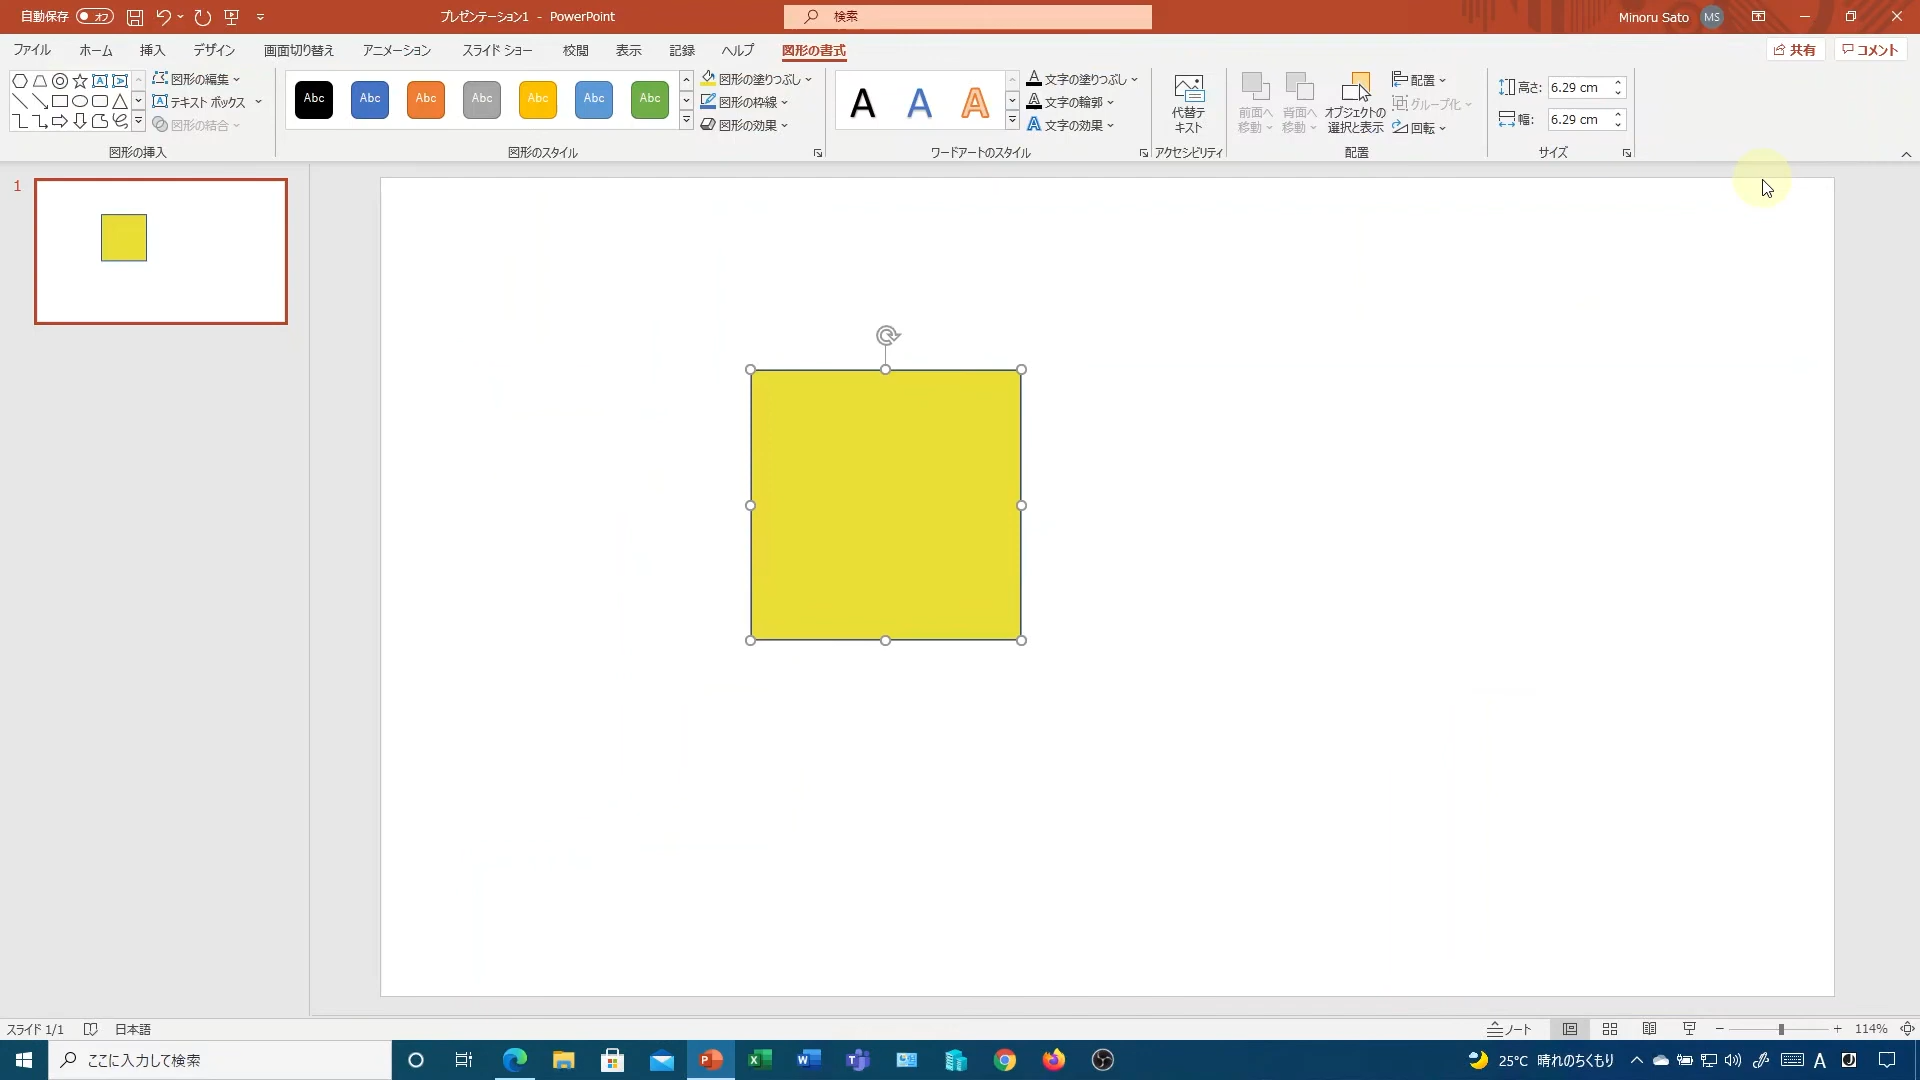 自動保存 オフ プレゼンテーション1 - PowerPoint 検索 Minoru Sato MS
ファイル ホーム 挿入 デザイン 画面切り替え アニメーション スライド ショー 校閲 表示 記録 ヘルプ 図形の書式 共有 コメント
図形の編集
テキスト ボックス
図形の結合
図形の挿入
Abc Abc Abc Abc Abc Abc Abc
図形のスタイル
図形の塗りつぶし
図形の枠線
図形の効果
A A A
ワードアートのスタイル
文字の塗りつぶし
文字の輪郭
文字の効果
代替テ
キスト
アクセシビリティ
前面へ
移動
背面へ
移動
オブジェクトの
選択と表示
配置
グループ化
回転
配置
高さ: 6.29 cm
幅: 6.29 cm
サイズ
1
スライド 1/1 日本語 ノート 114%
ここに入力して検索 25°C 晴れのちくもり A